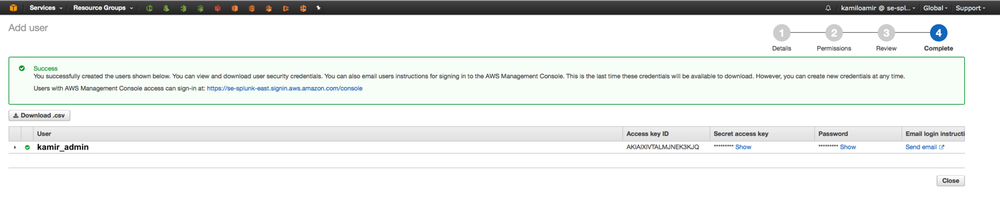 Services Resource Groups kamiloamir @ se-spl... Global Support
Add user
1 2 3 4
Details Permissions Review Complete
Success
You successfully created the users shown below. You can view and download user security credentials. You can also email users instructions for signing in to the AWS Management Console. This is the last time these credentials will be available to download. However, you can create new credentials at any time.
Users with AWS Management Console access can sign-in at: https://se-splunk-east.signin.aws.amazon.com/console
Download .csv
User Access key ID Secret access key Password Email login instructi
kamir_admin AKIAIXIVTALMJNEK3KJQ ********* Show ********* Show Send email
Close